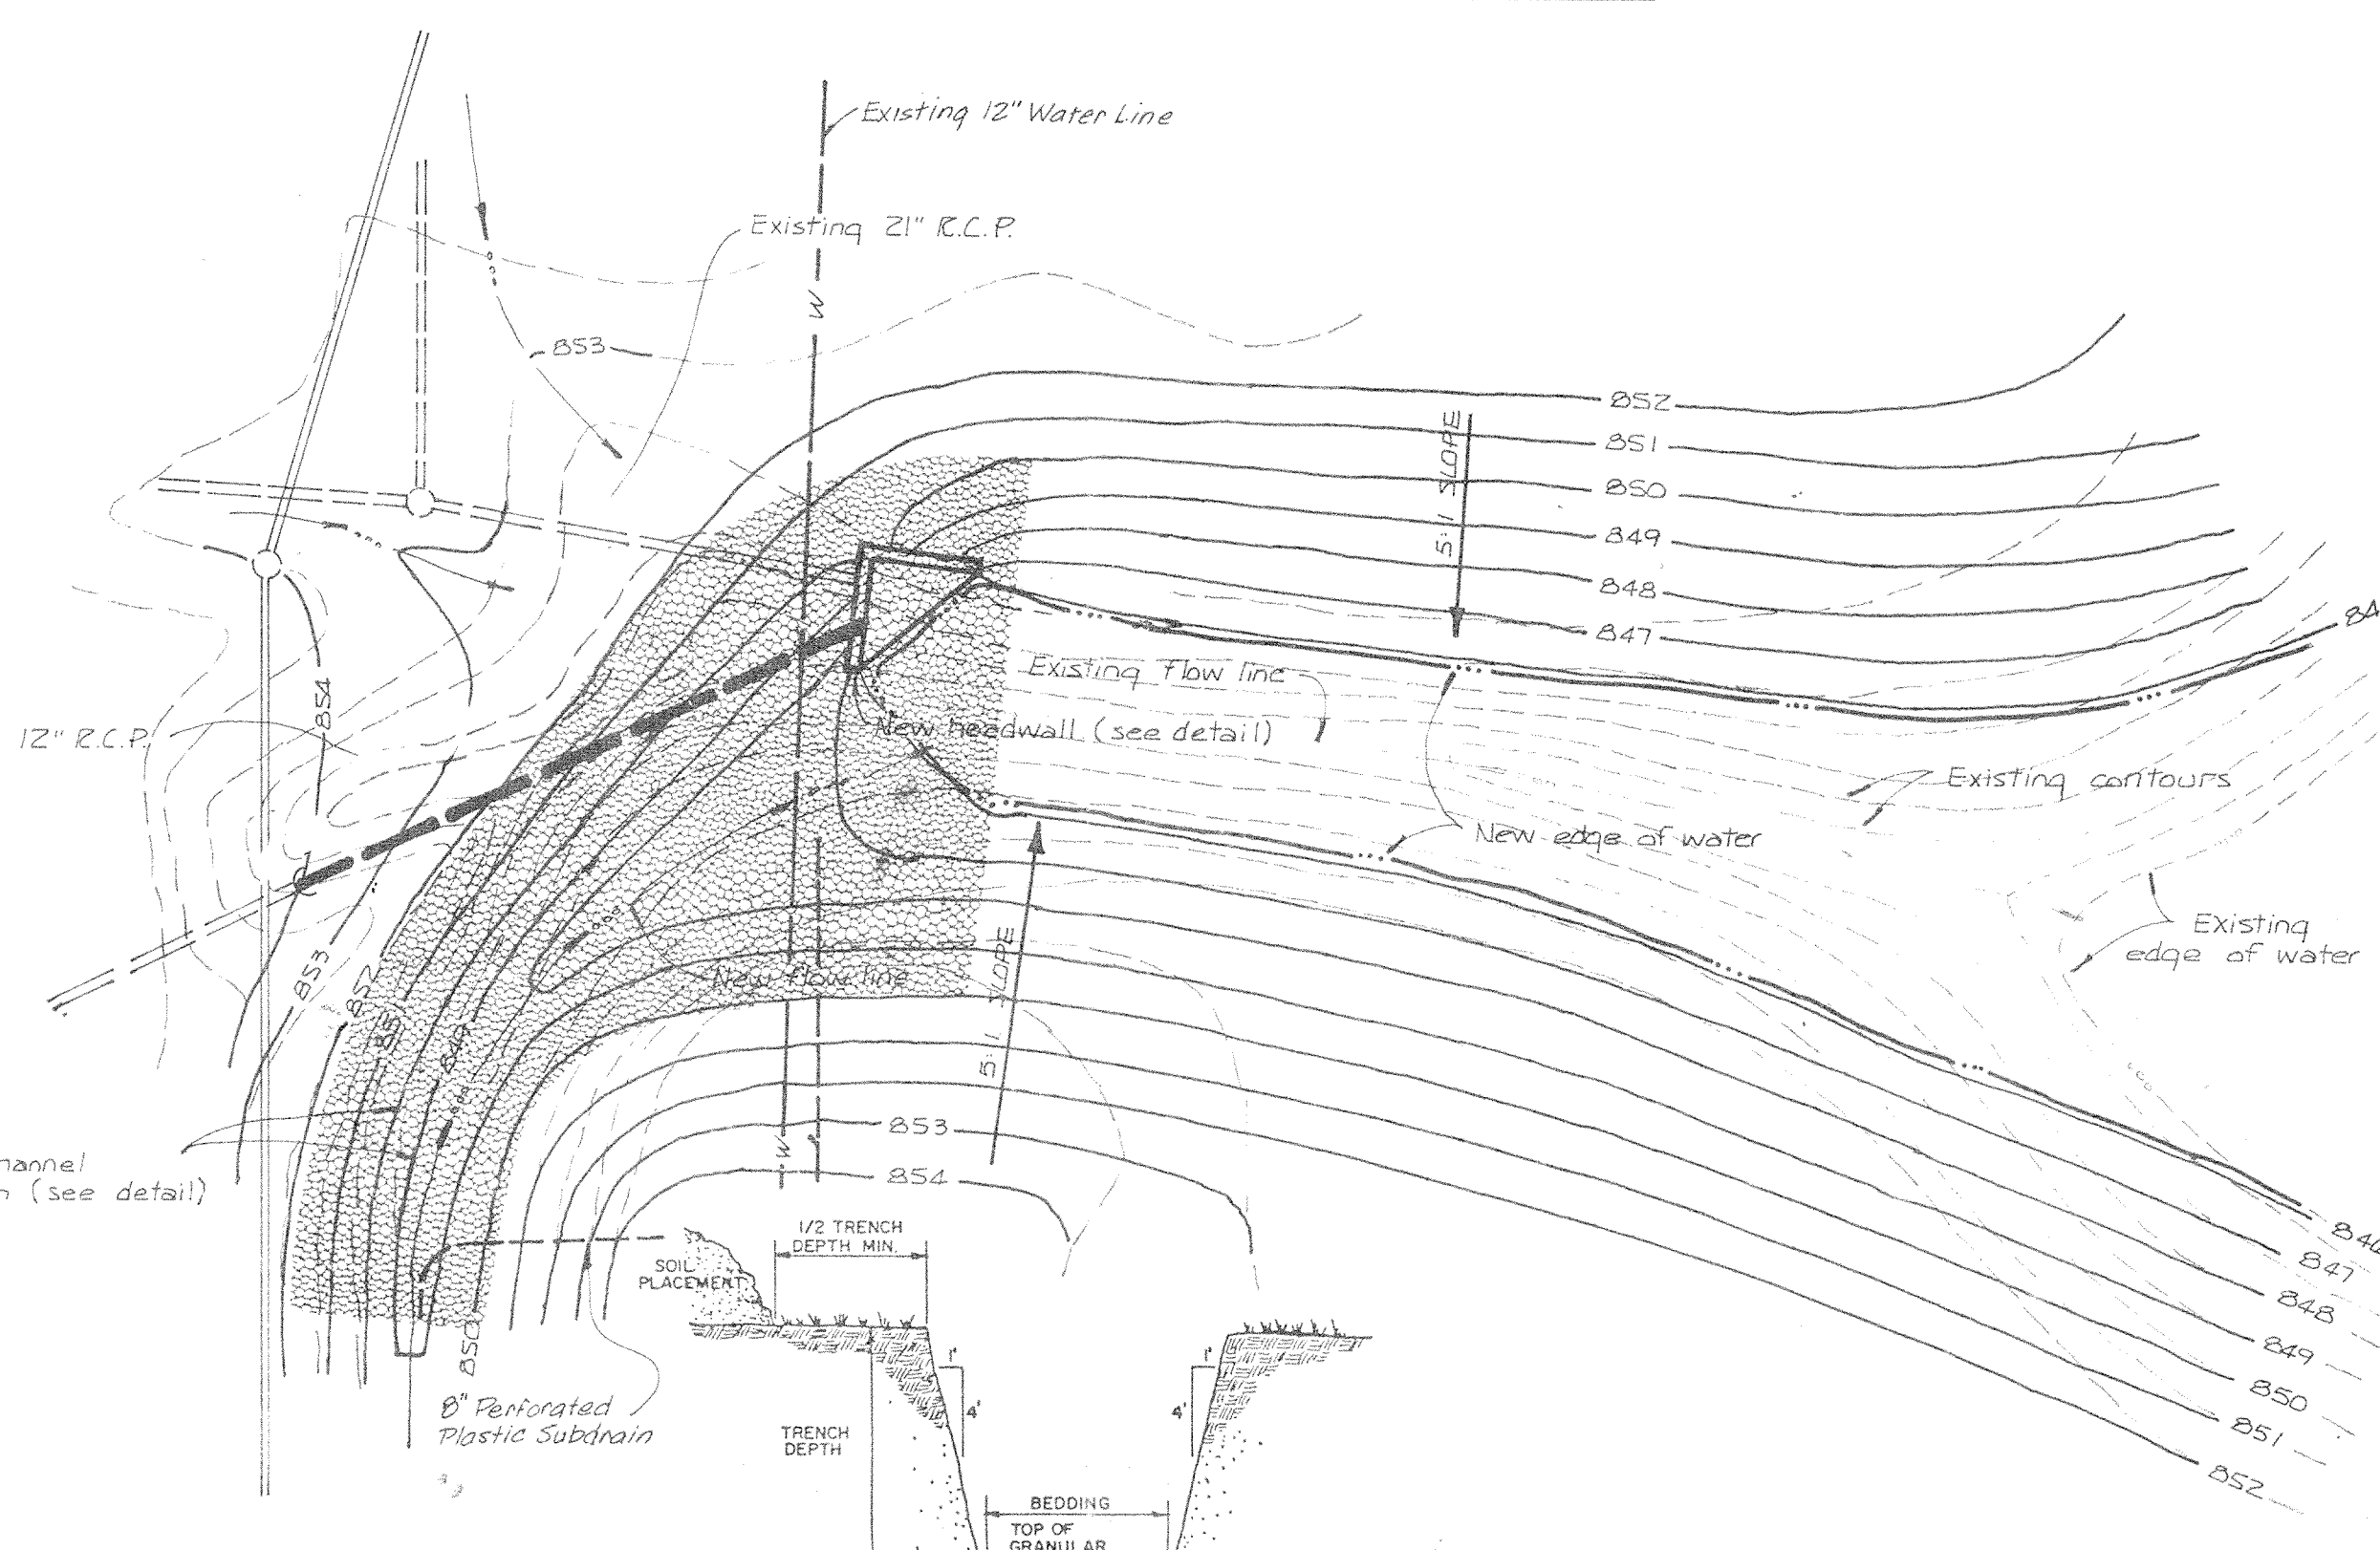 Existing 12" Water Line
Existing 21" R.C.P.
W
853
852
851
850
849
848
847
5:1 SLOPE
Existing flow line
New headwall (see detail)
854
12" R.C.P.
Existing contours
New edge of water
Existing
edge of water
New flow line
853
852
851
849
850
5:1 SLOPE
W
853
854
(see detail)
8" Perforated
Plastic Subdrain
1/2 TRENCH
DEPTH MIN.
SOIL
PLACEMENT
1'
4'
1'
4'
TRENCH
DEPTH
BEDDING
TOP OF
GRANULAR
846
847
848
849
850
851
852